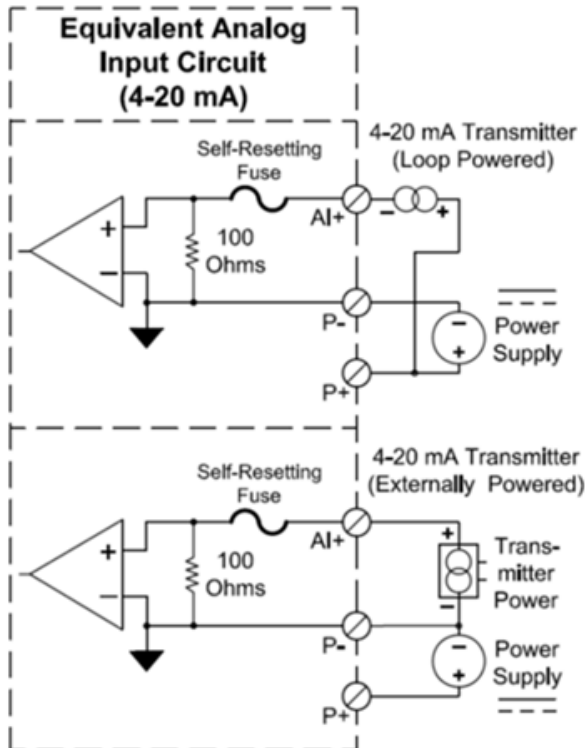 Equivalent Analog
Input Circuit
(4-20 mA)
4-20 mA Transmitter
(Loop Powered)
Self-Resetting
Fuse
AI+
100
Ohms
+
−
−
+
P-
P+
−
+
Power
Supply
4-20 mA Transmitter
(Externally Powered)
Self-Resetting
Fuse
AI+
100
Ohms
+
−
+
−
Trans-
mitter
Power
P-
P+
−
+
Power
Supply